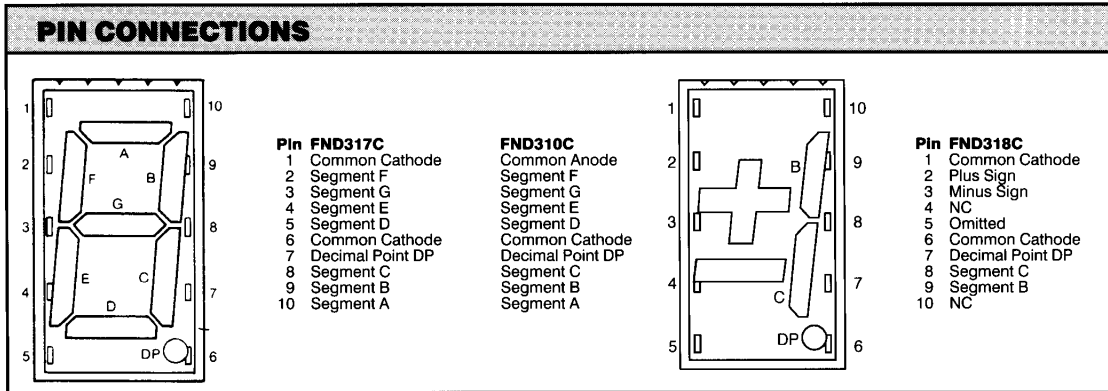 PIN CONNECTIONS
1
2
3
4
5
10
9
8
7
6
A
F
B
G
E
C
D
DP
Pin FND317C
1 Common Cathode
2 Segment F
3 Segment G
4 Segment E
5 Segment D
6 Common Cathode
7 Decimal Point DP
8 Segment C
9 Segment B
10 Segment A
FND310C
Common Anode
Segment F
Segment G
Segment E
Segment D
Common Cathode
Decimal Point DP
Segment C
Segment B
Segment A
1
2
3
4
5
10
9
8
7
6
B
C
DP
Pin FND318C
1 Common Cathode
2 Plus Sign
3 Minus Sign
4 NC
5 Omitted
6 Common Cathode
7 Decimal Point DP
8 Segment C
9 Segment B
10 NC